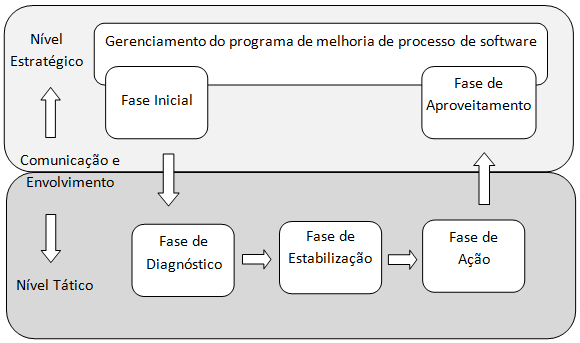 Nível
Estratégico
Gerenciamento do programa de melhoria de processo de software
Fase Inicial
Fase de
Aproveitamento
Comunicação e
Envolvimento
Fase de
Diagnóstico
Fase de
Estabilização
Fase de
Ação
Nível Tático